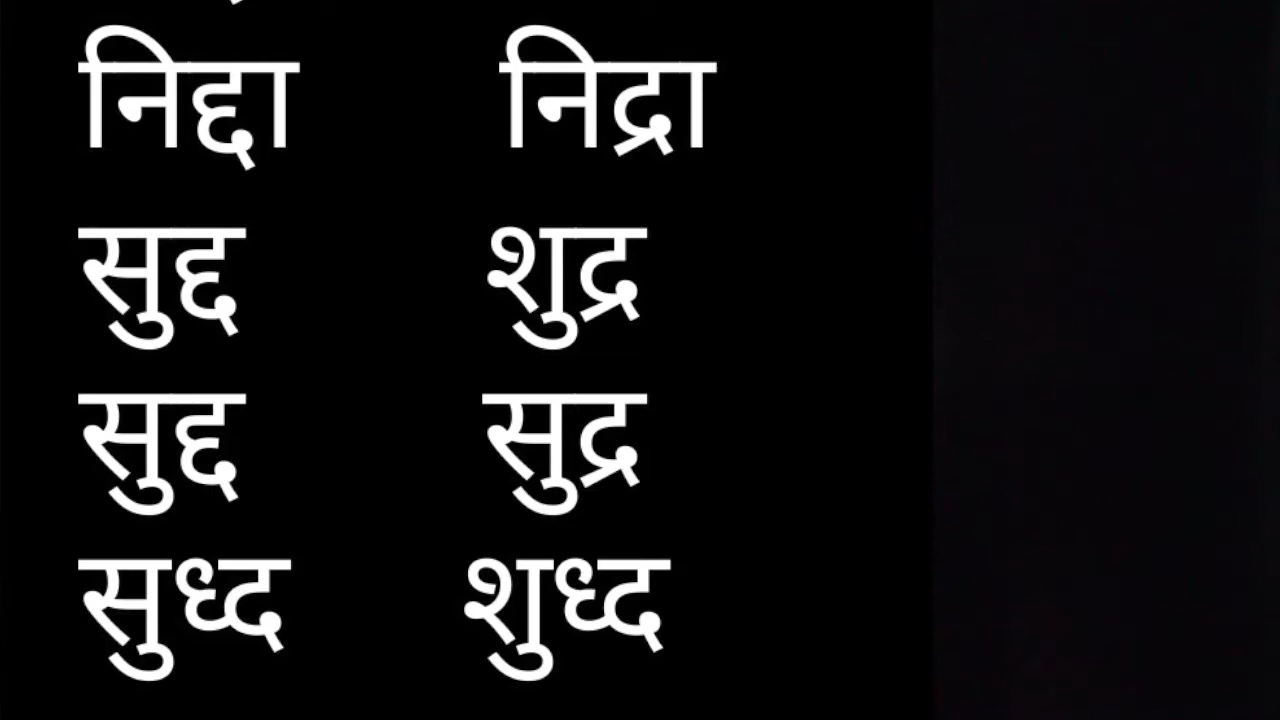 निद्दा निद्रा
सुद्द शुद्र
सुद्द सुद्र
सुध्द शुध्द